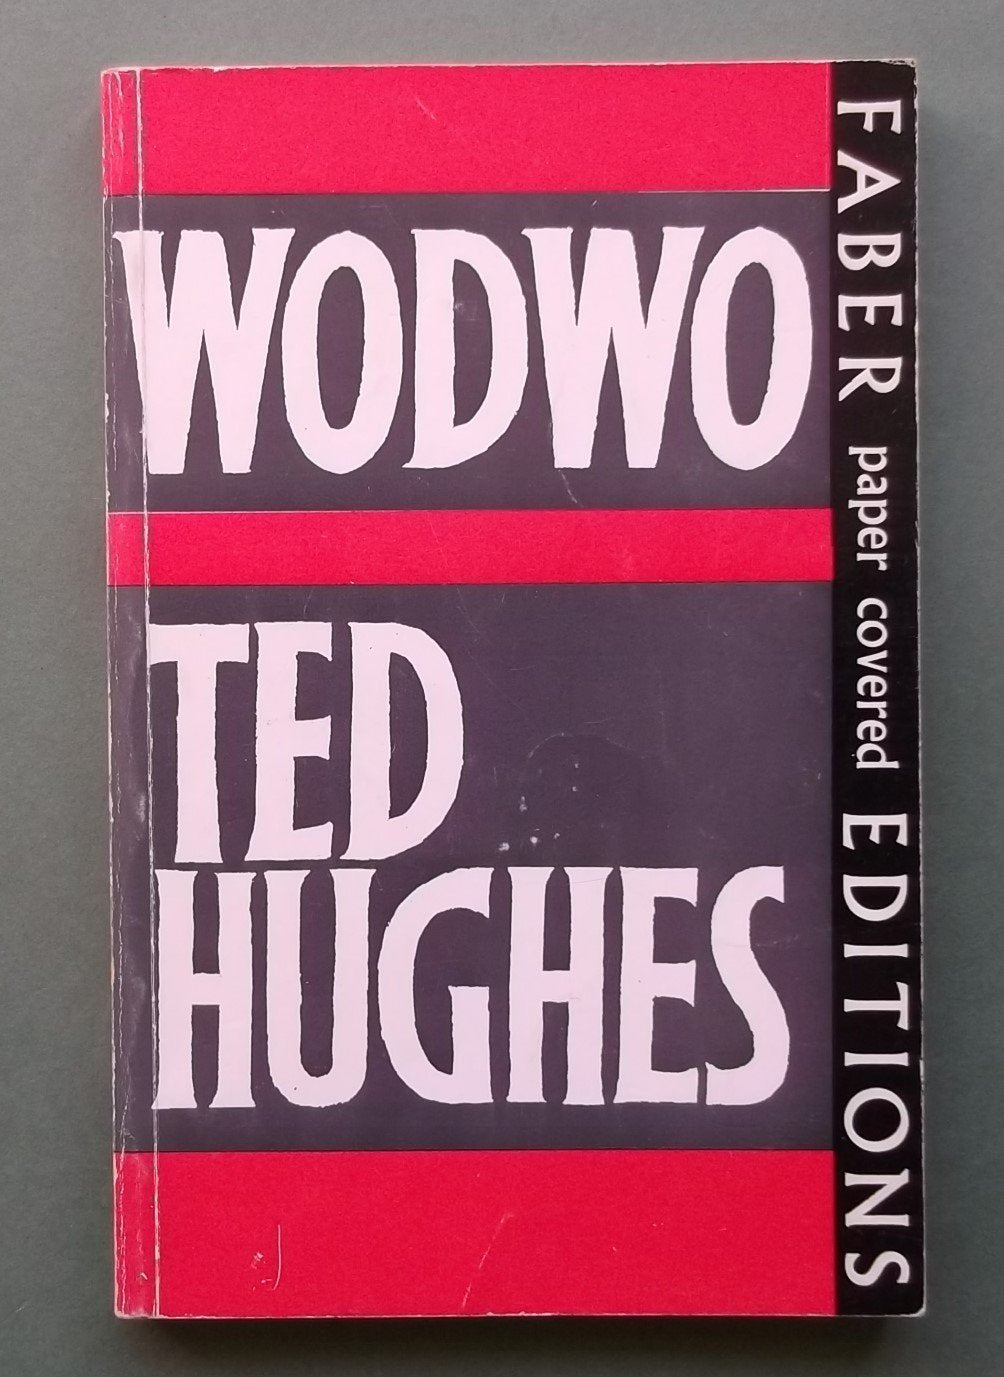 WODWO
TED
HUGHES
FABER paper covered EDITIONS